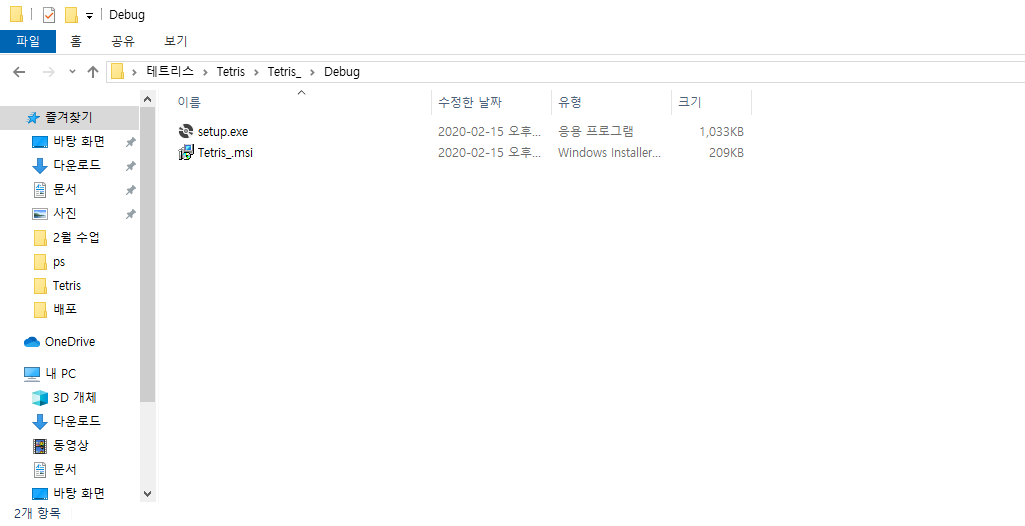 Debug
파일 홈 공유 보기
테트리스 Tetris Tetris_ Debug
이름 수정한 날짜 유형 크기
setup.exe 2020-02-15 오후... 응용 프로그램 1,033KB
Tetris_.msi 2020-02-15 오후... Windows Installer... 209KB
즐겨찾기
바탕 화면
다운로드
문서
사진
2월 수업
ps
Tetris
배포
OneDrive
내 PC
3D 개체
다운로드
동영상
문서
바탕 화면
2개 항목